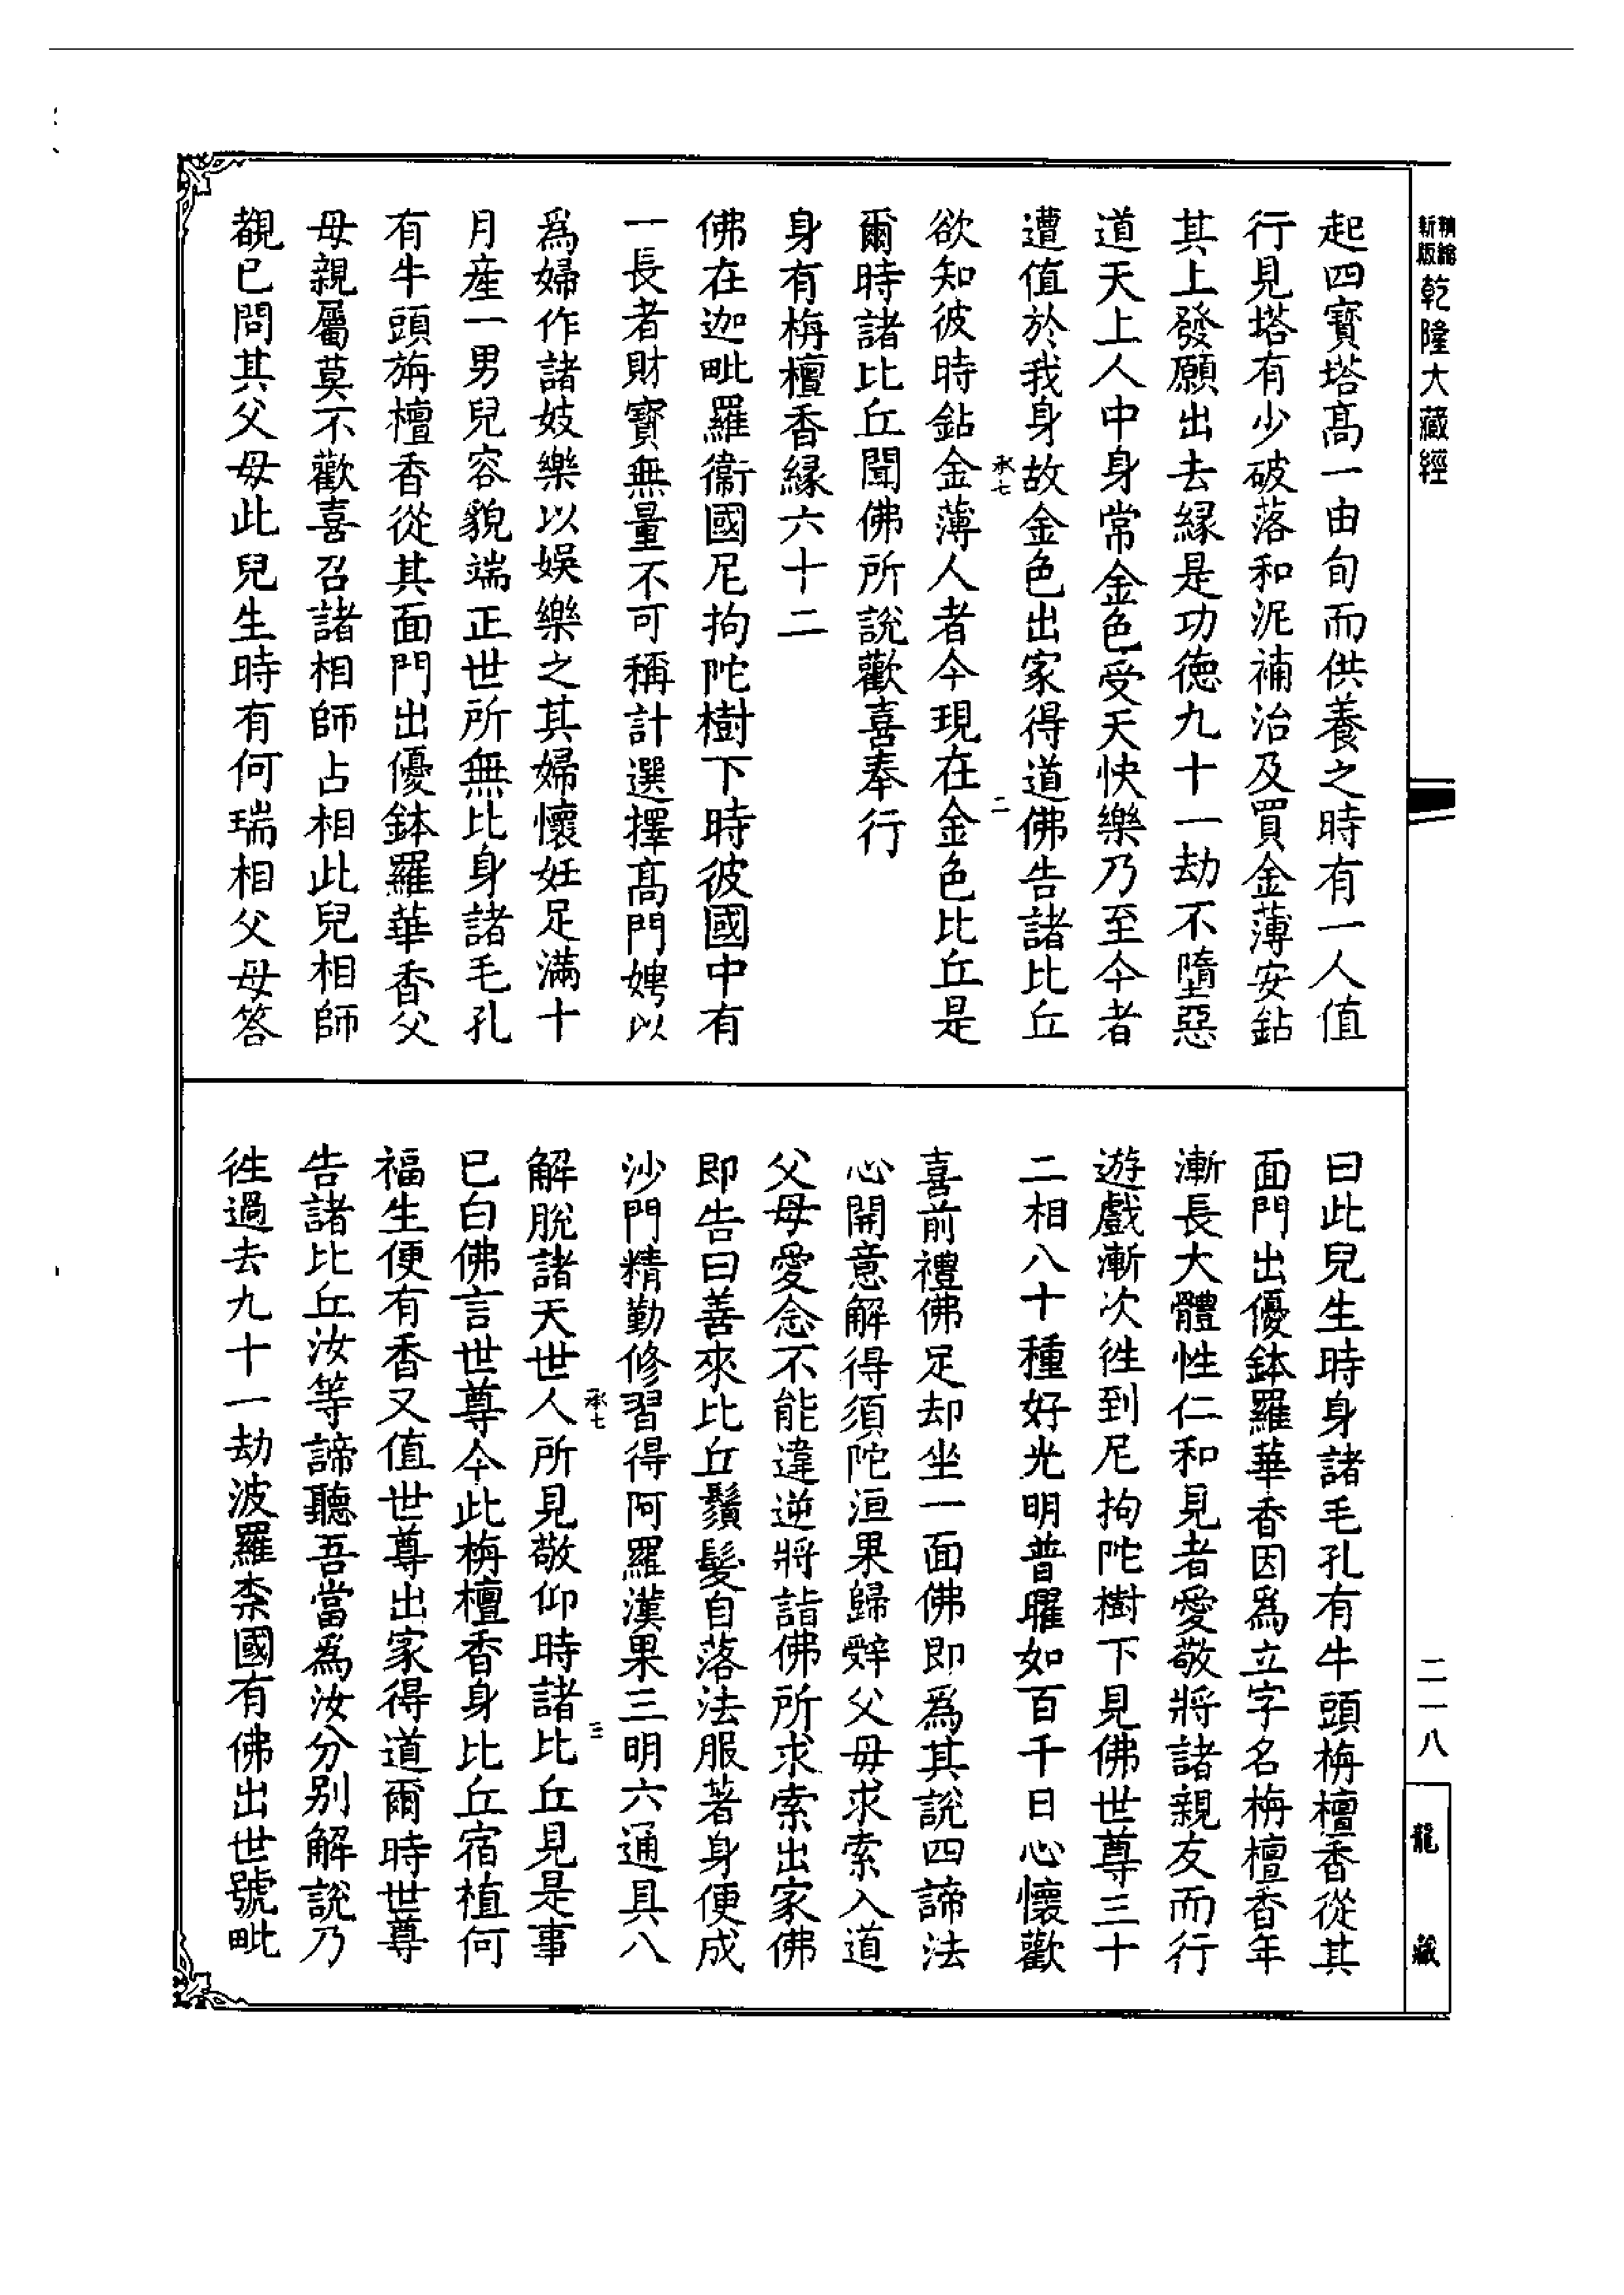 新版
精縮
乾隆大藏經
起四寳塔髙一由旬而供養之時有一人值
行見塔有少破落和泥補治及買金薄安鉆
其上發願出去緣是功徳九十一劫不墮惡
道天上人中身常金色受天快樂乃至今者
遭值於我身故金色出家得道佛告諸比丘
承七
二
欲知彼時鉆金薄人者今現在金色比丘是
爾時諸比丘聞佛所說歡喜奉行
身有栴檀香緣六十二
佛在迦毗羅衞國尼拘陀樹下時彼國中有
一長者財寳無量不可稱計選擇髙門娉以
爲婦作諸妓樂以娯樂之其婦懷姙足滿十
月産一男兒容貌端正世所無比身諸毛孔
有牛頭栴檀香從其面門出優鉢羅華香父
母親屬莫不歡喜召諸相師占相此兒相師
覩已問其父母此兒生時有何瑞相父母答
曰此兒生時身諸毛孔有牛頭栴檀香從其
面門出優鉢羅華香因爲立字名栴檀香年
漸長大體性仁和見者愛敬將諸親友而行
遊戲漸次徃到尼拘陀樹下見佛世尊三十
二相八十種好光明普曜如百千日心懷歡
喜前禮佛足却坐一面佛即爲其說四諦法
心開意解得須陀洹果歸辤父母求索入道
父母愛念不能違逆將詣佛所求索出家佛
即告曰善來比丘鬚髮自落法服著身便成
沙門精勤修習得阿羅漢果三明六通具八
承七
三
解脫諸天世人所見敬仰時諸比丘見是事
已白佛言世尊今此栴檀香身比丘宿植何
福生便有香又值世尊出家得道爾時世尊
告諸比丘汝等諦聽吾當爲汝分别解說乃
徃過去九十一劫波羅柰國有佛出世號毗
二一八
龍藏